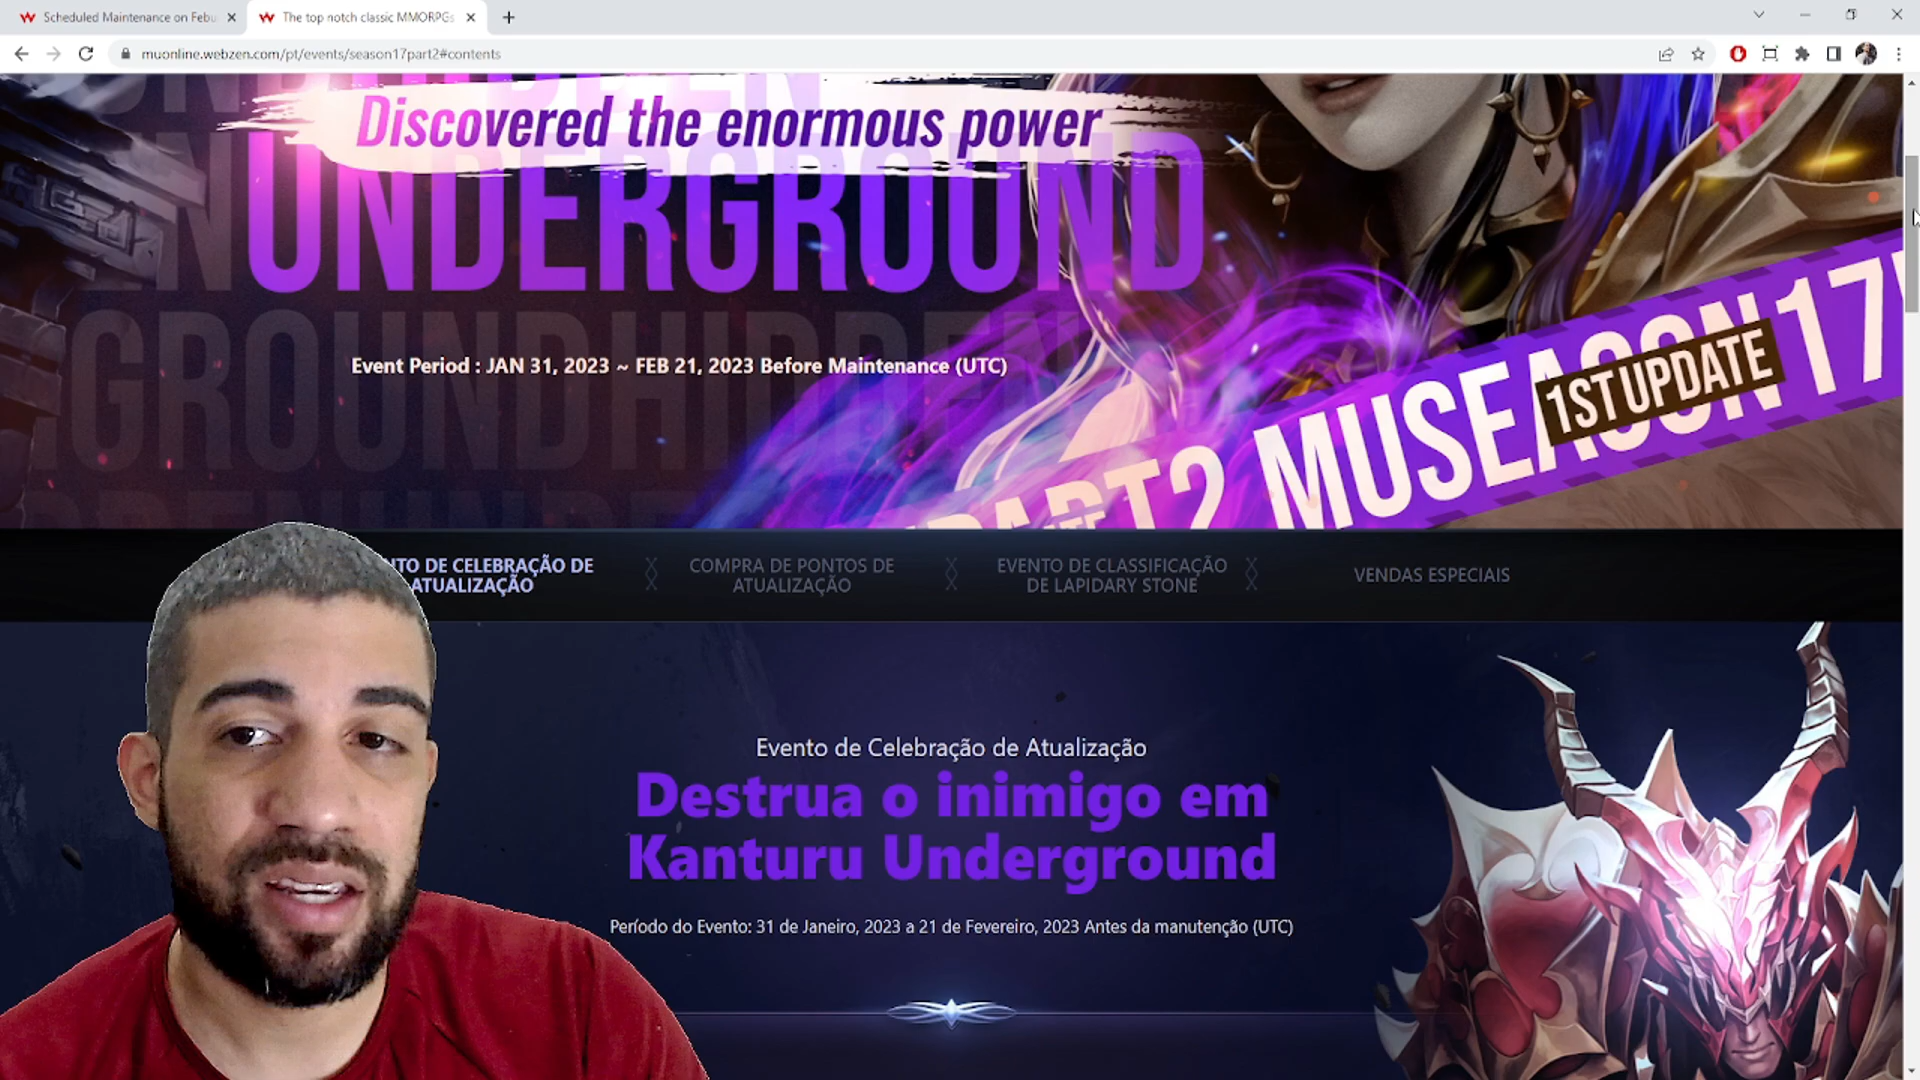 Scheduled Maintenance on Febu
The top notch classic MMORPGs
muonline.webzen.com/pt/events/season17part2#contents
Discovered the enormous power
UNDERGROUND
GROUNDHIDDEN
Event Period : JAN 31, 2023 ~ FEB 21, 2023 Before Maintenance (UTC)
PART2 MUSEASON17
1ST UPDATE
TO DE CELEBRAÇÃO DE
ATUALIZAÇÃO
COMPRA DE PONTOS DE
ATUALIZAÇÃO
EVENTO DE CLASSIFICAÇÃO
DE LAPIDARY STONE
VENDAS ESPECIAIS
Evento de Celebração de Atualização
Destrua o inimigo em
Kanturu Underground
Período do Evento: 31 de Janeiro, 2023 a 21 de Fevereiro, 2023 Antes da manutenção (UTC)